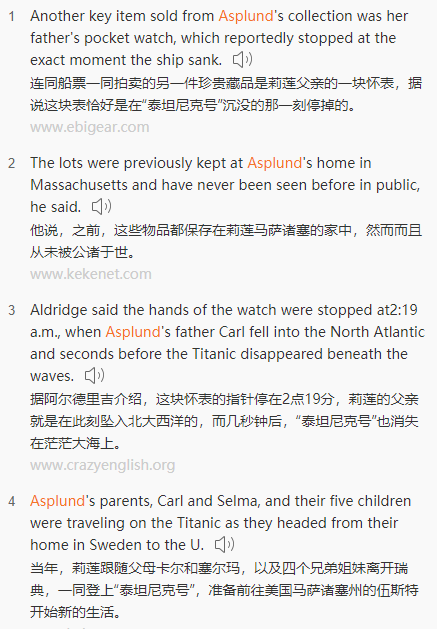 1 Another key item sold from Asplund's collection was her
father's pocket watch, which reportedly stopped at the
exact moment the ship sank.
连同船票一同拍卖的另一件珍贵藏品是莉莲父亲的一块怀表，据
说这块表恰好是在“泰坦尼克号”沉没的那一刻停掉的。
www.ebigear.com
2 The lots were previously kept at Asplund's home in
Massachusetts and have never been seen before in public,
he said.
他说，之前，这些物品都保存在莉莲马萨诸塞的家中，然而而且
从未被公诸于世。
www.kekenet.com
3 Aldridge said the hands of the watch were stopped at2:19
a.m., when Asplund's father Carl fell into the North Atlantic
and seconds before the Titanic disappeared beneath the
waves.
据阿尔德里吉介绍，这块怀表的指针停在2点19分，莉莲的父亲
就是在此刻坠入北大西洋的，而几秒钟后，“泰坦尼克号”也消失
在茫茫大海上。
www.crazyenglish.org
4 Asplund's parents, Carl and Selma, and their five children
were traveling on the Titanic as they headed from their
home in Sweden to the U.
当年，莉莲跟随父母卡尔和塞尔玛，以及四个兄弟姐妹离开瑞
典，一同登上“泰坦尼克号”，准备前往美国马萨诸塞州的伍斯特
开始新的生活。